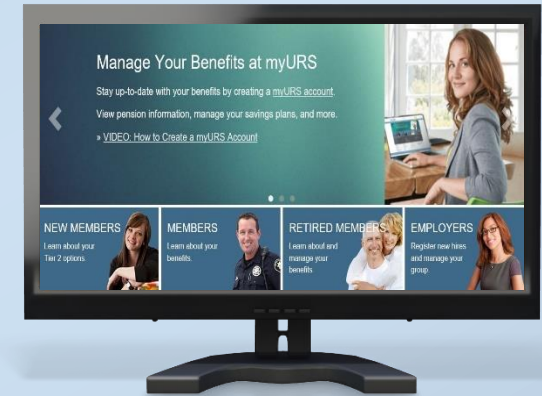 Manage Your Benefits at myURS
Stay up-to-date with your benefits by creating a myURS account.
View pension information, manage your savings plans, and more.
» VIDEO: How to Create a myURS Account
NEW MEMBERS
Learn about your
Tier 2 options.
MEMBERS
Learn about your
benefits.
RETIRED MEMBERS
Learn about and
manage your
benefits
EMPLOYERS
Register new hires
and manage your
group.